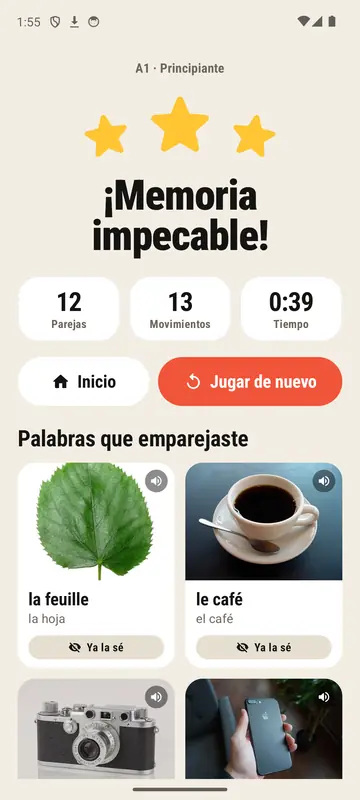 1:55
A1 · Principiante
¡Memoria
impecable!
12
Parejas
13
Movimientos
0:39
Tiempo
Inicio
Jugar de nuevo
Palabras que emparejaste
la feuille
la hoja
Ya la sé
le café
el café
Ya la sé